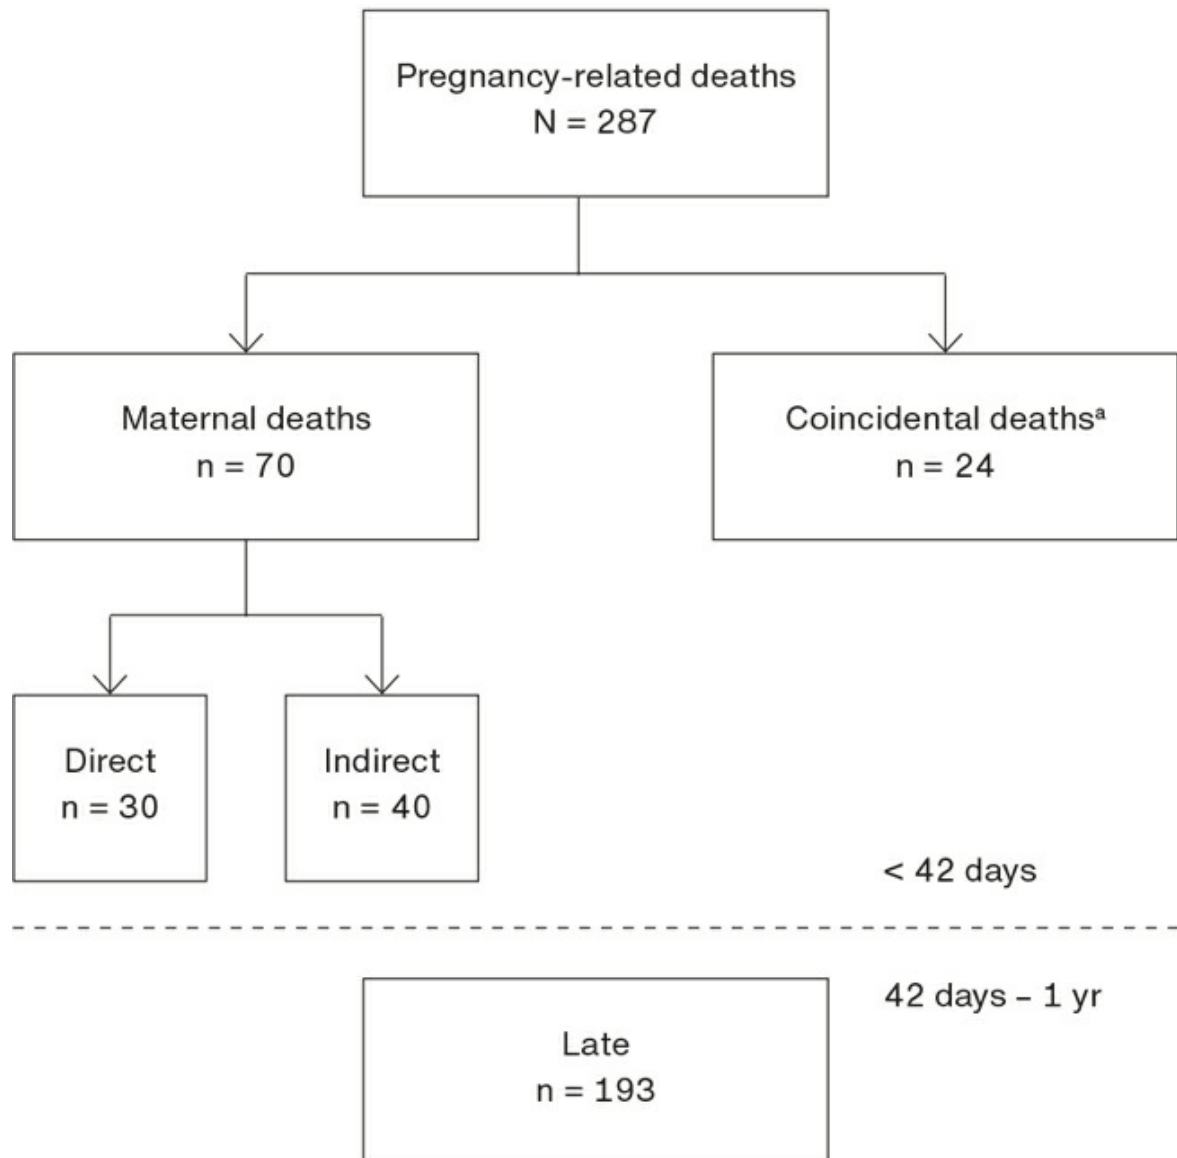 Pregnancy-related deaths
N = 287
Maternal deaths
n = 70
Coincidental deathsᵃ
n = 24
Direct
n = 30
Indirect
n = 40
< 42 days
42 days – 1 yr
Late
n = 193